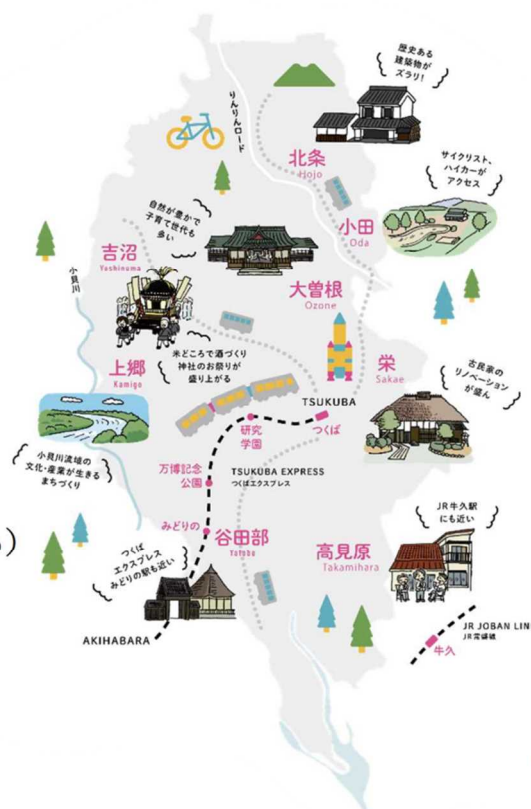 歴史ある
建築物が
ズラリ!
りんりんロード
北条
Hojo
サイクリスト、
ハイカーが
アクセス
小田
Oda
自然が豊かで
子育て世代も
多い
吉沼
Yoshinuma
小貝川
大曽根
Ozone
米どころで酒づくり
神社のお祭りが
盛り上がる
上郷
Kamigo
栄
Sakae
古民家の
リノベーション
が盛ん
TSUKUBA
つくば
研究
学園
小貝川流域の
文化・産業が生きる
まちづくり
万博記念
公園
TSUKUBA EXPRESS
つくばエクスプレス
みどりの
谷田部
Yatabe
つくば
エクスプレス
みどりの駅も近い
高見原
Takamihara
JR牛久駅
にも近い
AKIHABARA
JR JOBAN LIN
JR常磐線
牛久
)